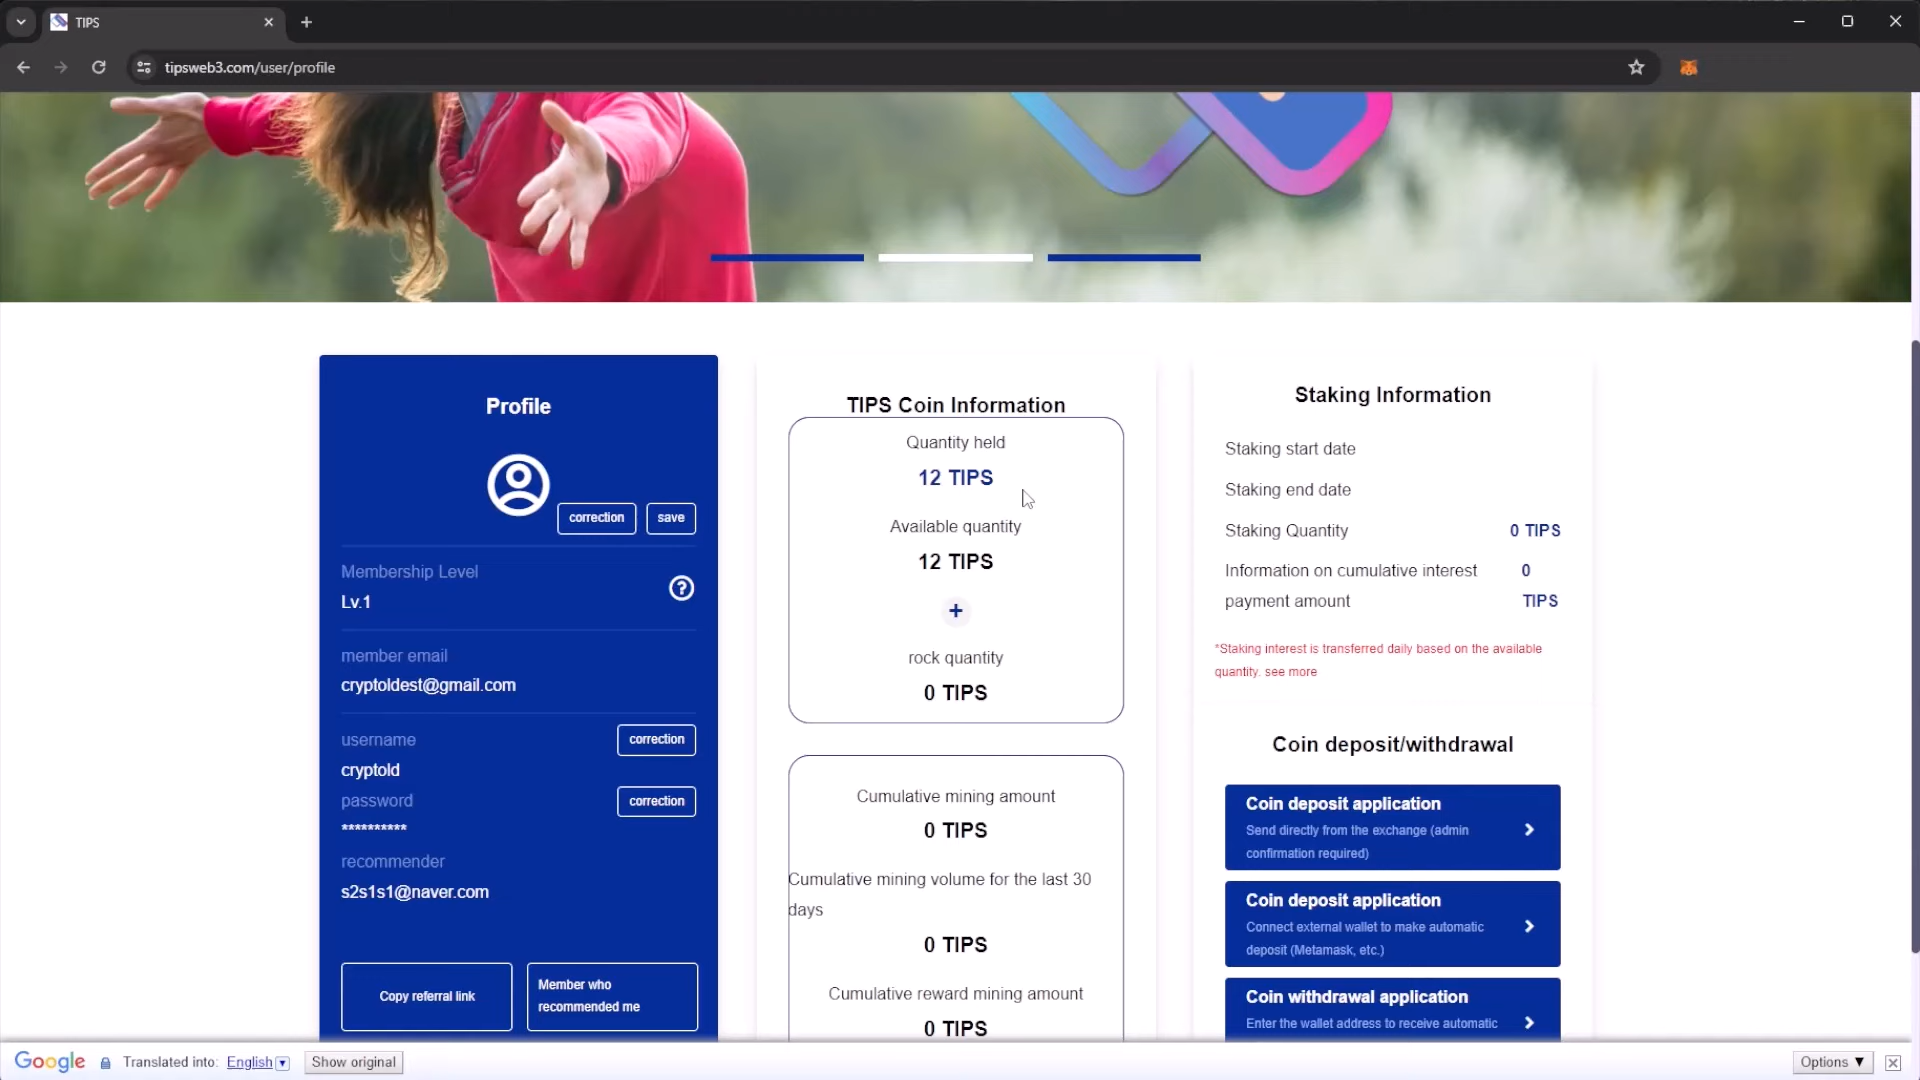 TIPS
tipsweb3.com/user/profile
Profile
correction
save
Membership Level
Lv.1
member email
cryptoldest@gmail.com
username
correction
cryptold
password
correction
**********
recommender
s2s1s1@naver.com
Copy referral link
Member who
recommended me
TIPS Coin Information
Quantity held
12 TIPS
Available quantity
12 TIPS
+
rock quantity
0 TIPS
Cumulative mining amount
0 TIPS
Cumulative mining volume for the last 30
days
0 TIPS
Cumulative reward mining amount
0 TIPS
Staking Information
Staking start date
Staking end date
Staking Quantity 0 TIPS
Information on cumulative interest 0
payment amount TIPS
*Staking interest is transferred daily based on the available
quantity. see more
Coin deposit/withdrawal
Coin deposit application
Send directly from the exchange (admin
confirmation required)
Coin deposit application
Connect external wallet to make automatic
deposit (Metamask, etc.)
Coin withdrawal application
Enter the wallet address to receive automatic
Google Translated into: English ▼ Show original Options ▼